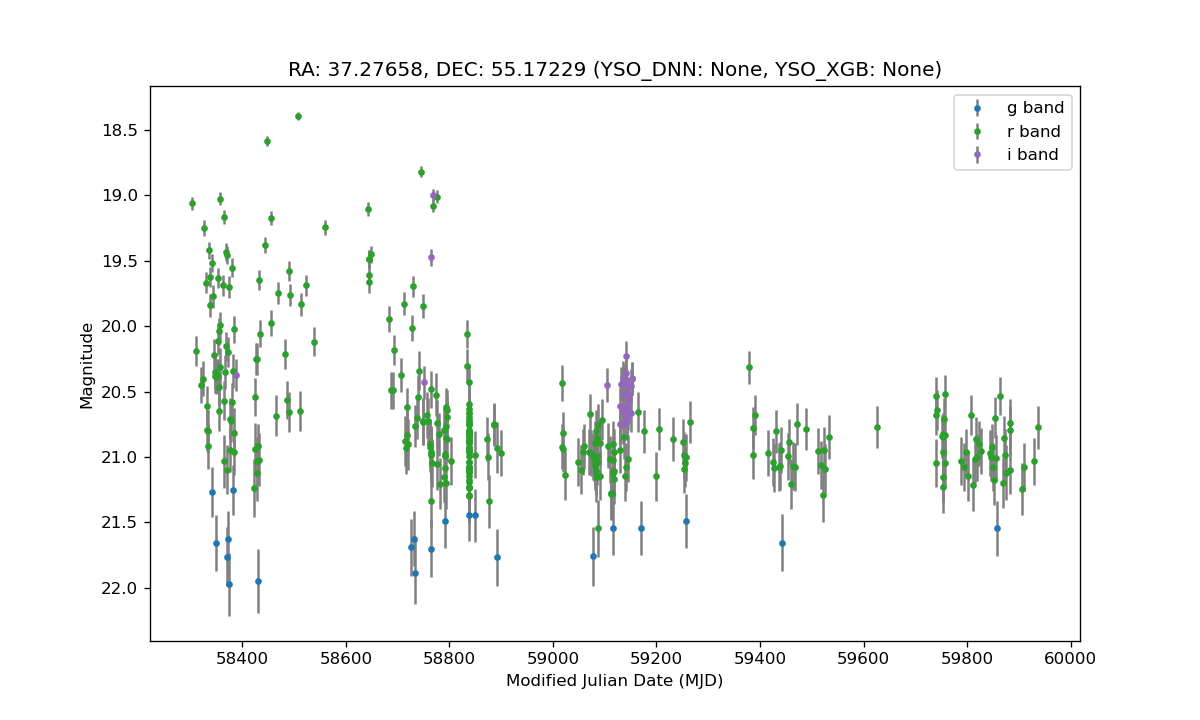 RA: 37.27658, DEC: 55.17229 (YSO_DNN: None, YSO_XGB: None)
g band
r band
i band
18.5
19.0
19.5
20.0
20.5
21.0
21.5
22.0
Magnitude
58400 58600 58800 59000 59200 59400 59600 59800 60000
Modified Julian Date (MJD)